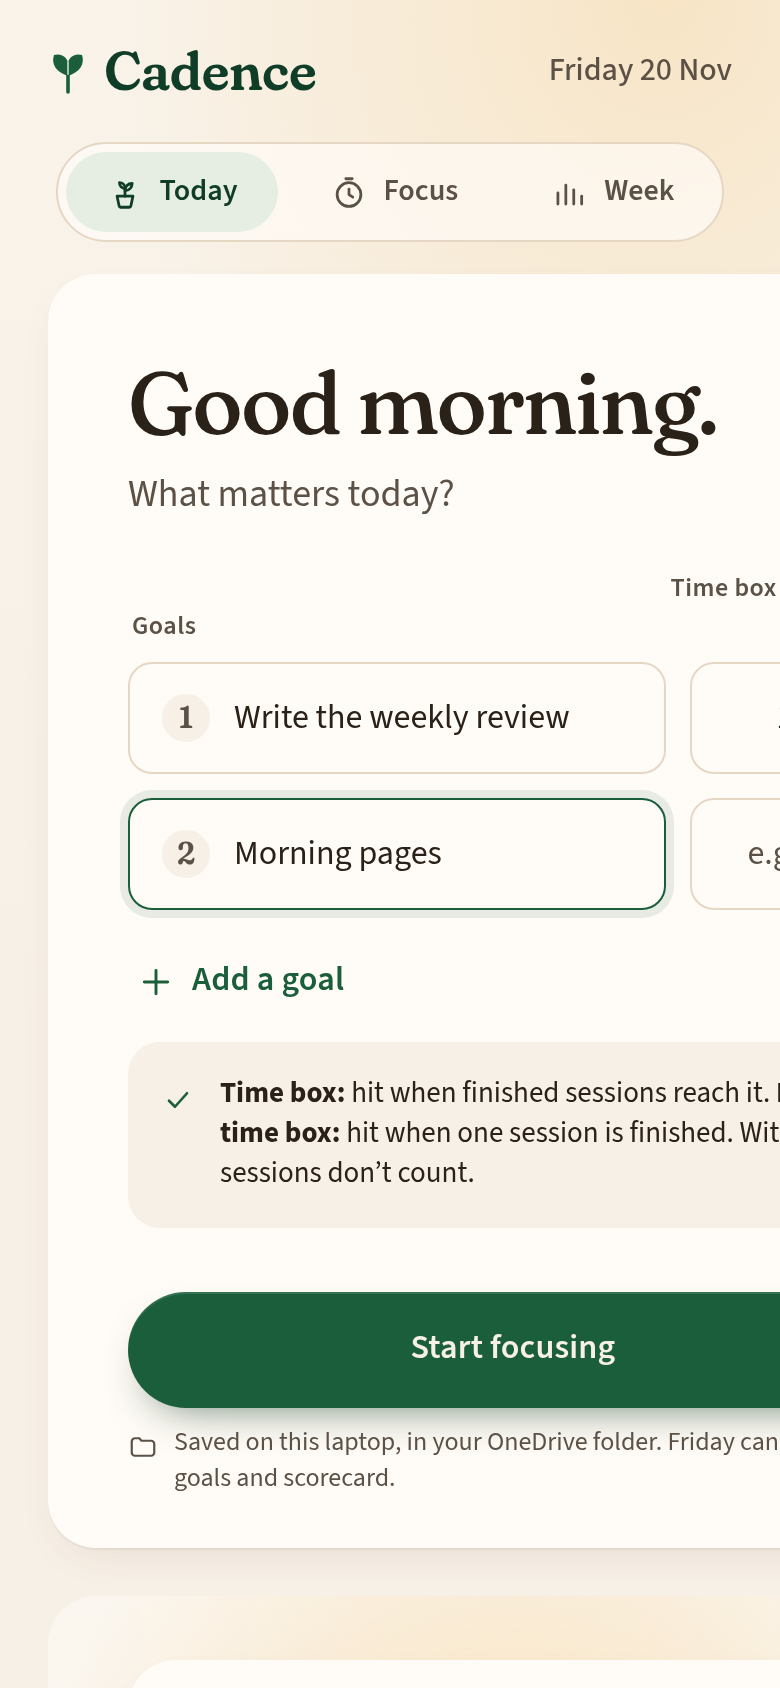 Cadence
Friday 20 Nov
Today
Focus
Week
Good morning.
What matters today?
Time box
Goals
1 Write the weekly review
2 Morning pages
e.g
Add a goal
Time box: hit when finished sessions reach it.
time box: hit when one session is finished. Wit
sessions don’t count.
Start focusing
Saved on this laptop, in your OneDrive folder. Friday can
goals and scorecard.